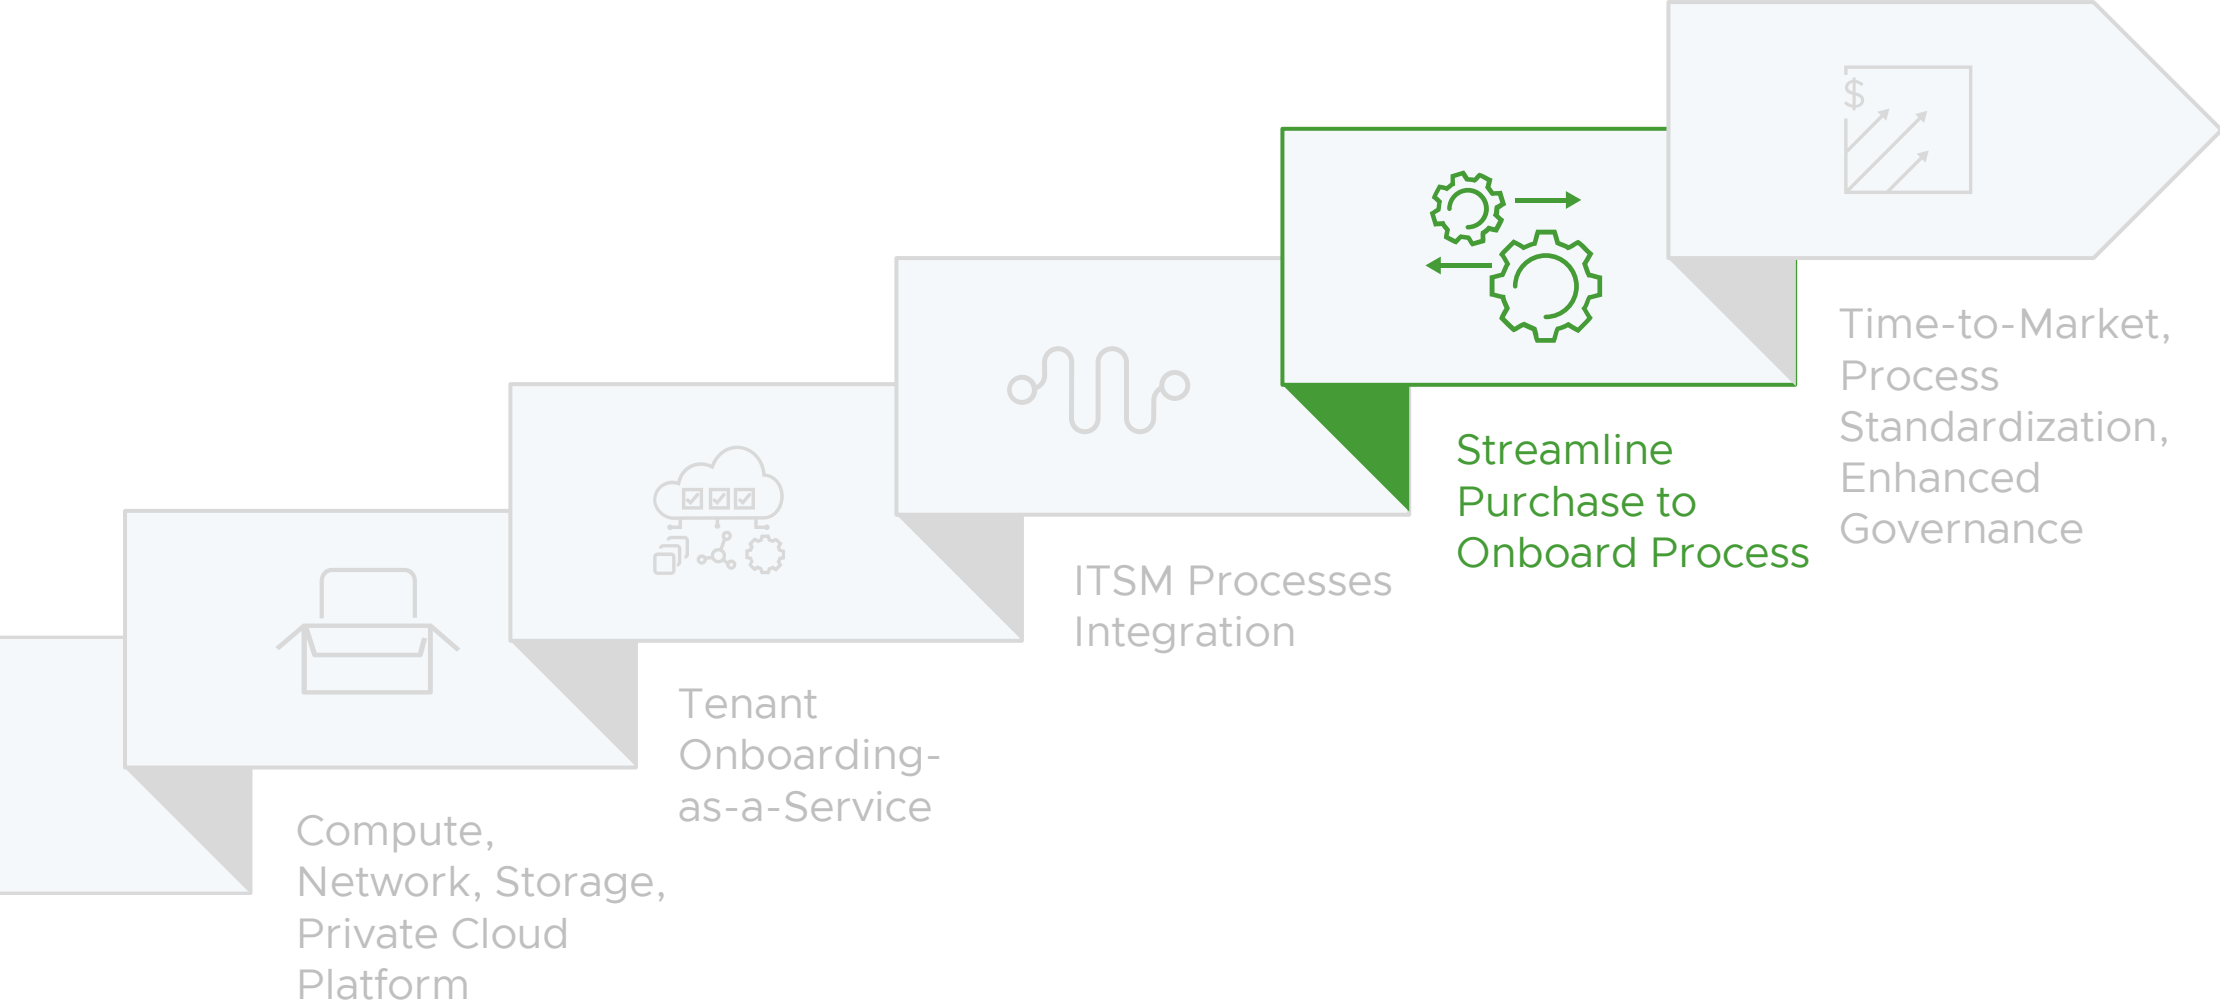 Compute,
Network, Storage,
Private Cloud
Platform
Tenant
Onboarding-
as-a-Service
ITSM Processes
Integration
Streamline
Purchase to
Onboard Process
$
Time-to-Market,
Process
Standardization,
Enhanced
Governance